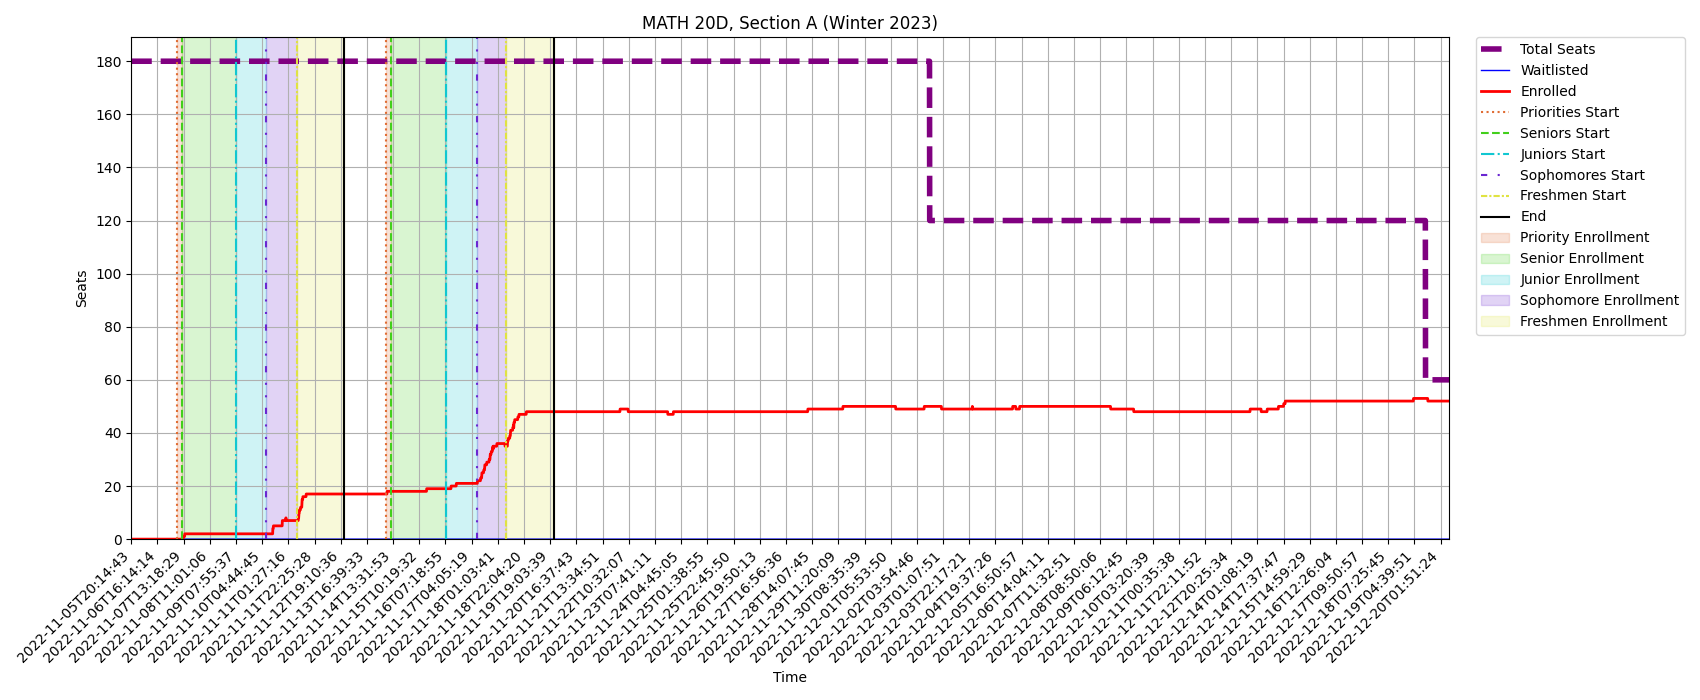 MATH 20D, Section A (Winter 2023)
Seats
180
160
140
120
100
80
60
40
20
0
2022-11-05T20:14:43
2022-11-06T16:14:14
2022-11-07T13:18:29
2022-11-08T11:01:06
2022-11-09T07:55:37
2022-11-10T04:44:45
2022-11-11T01:27:16
2022-11-11T22:25:28
2022-11-12T19:10:36
2022-11-13T16:39:33
2022-11-14T13:31:53
2022-11-15T10:19:32
2022-11-16T07:18:55
2022-11-17T04:05:19
2022-11-18T01:03:41
2022-11-18T22:04:20
2022-11-19T19:03:39
2022-11-20T16:37:43
2022-11-21T13:34:51
2022-11-22T10:32:07
2022-11-23T07:41:11
2022-11-24T04:45:05
2022-11-25T01:38:55
2022-11-25T22:45:50
2022-11-26T19:50:13
2022-11-27T16:56:36
2022-11-28T14:07:45
2022-11-29T11:20:09
2022-11-30T08:35:39
2022-12-01T05:53:50
2022-12-02T03:54:46
2022-12-03T01:07:51
2022-12-03T22:17:21
2022-12-04T19:37:26
2022-12-05T16:50:57
2022-12-06T14:04:11
2022-12-07T11:32:51
2022-12-08T08:50:06
2022-12-09T06:12:45
2022-12-10T03:20:39
2022-12-11T00:35:38
2022-12-11T22:11:52
2022-12-12T20:25:34
2022-12-14T01:08:19
2022-12-14T17:37:47
2022-12-15T14:59:29
2022-12-16T12:26:04
2022-12-17T09:50:57
2022-12-18T07:25:45
2022-12-19T04:39:51
2022-12-20T01:51:24
Time
Total Seats
Waitlisted
Enrolled
Priorities Start
Seniors Start
Juniors Start
Sophomores Start
Freshmen Start
End
Priority Enrollment
Senior Enrollment
Junior Enrollment
Sophomore Enrollment
Freshmen Enrollment